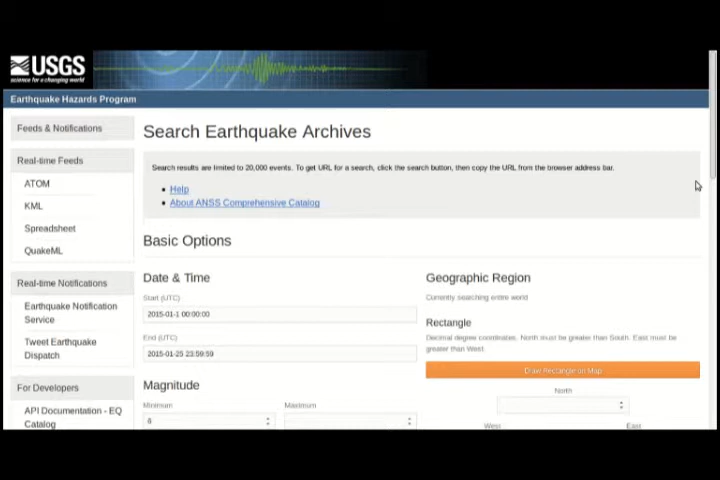 USGS
science for a changing world
Earthquake Hazards Program
Feeds & Notifications
Real-time Feeds
ATOM
KML
Spreadsheet
QuakeML
Real-time Notifications
Earthquake Notification
Service
Tweet Earthquake
Dispatch
For Developers
API Documentation - EQ
Catalog
Search Earthquake Archives
Search results are limited to 20,000 events. To get URL for a search, click the search button, then copy the URL from the browser address bar.
Help
About ANSS Comprehensive Catalog
Basic Options
Date & Time
Start (UTC)
2015-01-1 00:00:00
End (UTC)
2015-01-25 23:59:59
Magnitude
Minimum
Maximum
6
Geographic Region
Currently searching entire world
Rectangle
Decimal degree coordinates. North must be greater than South. East must be
greater than West.
Draw Rectangle on Map
North
West
East